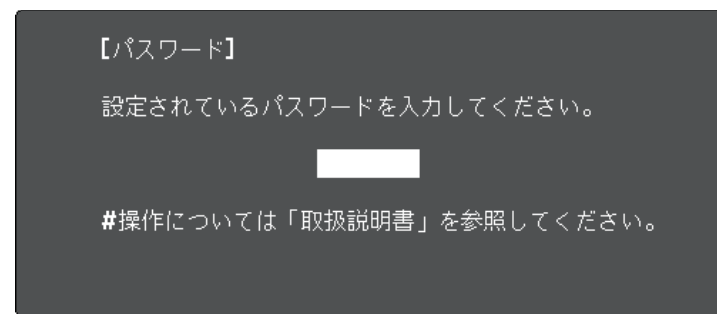 [パスワード]
設定されているパスワードを入力してください。
#操作については「取扱説明書」を参照してください。